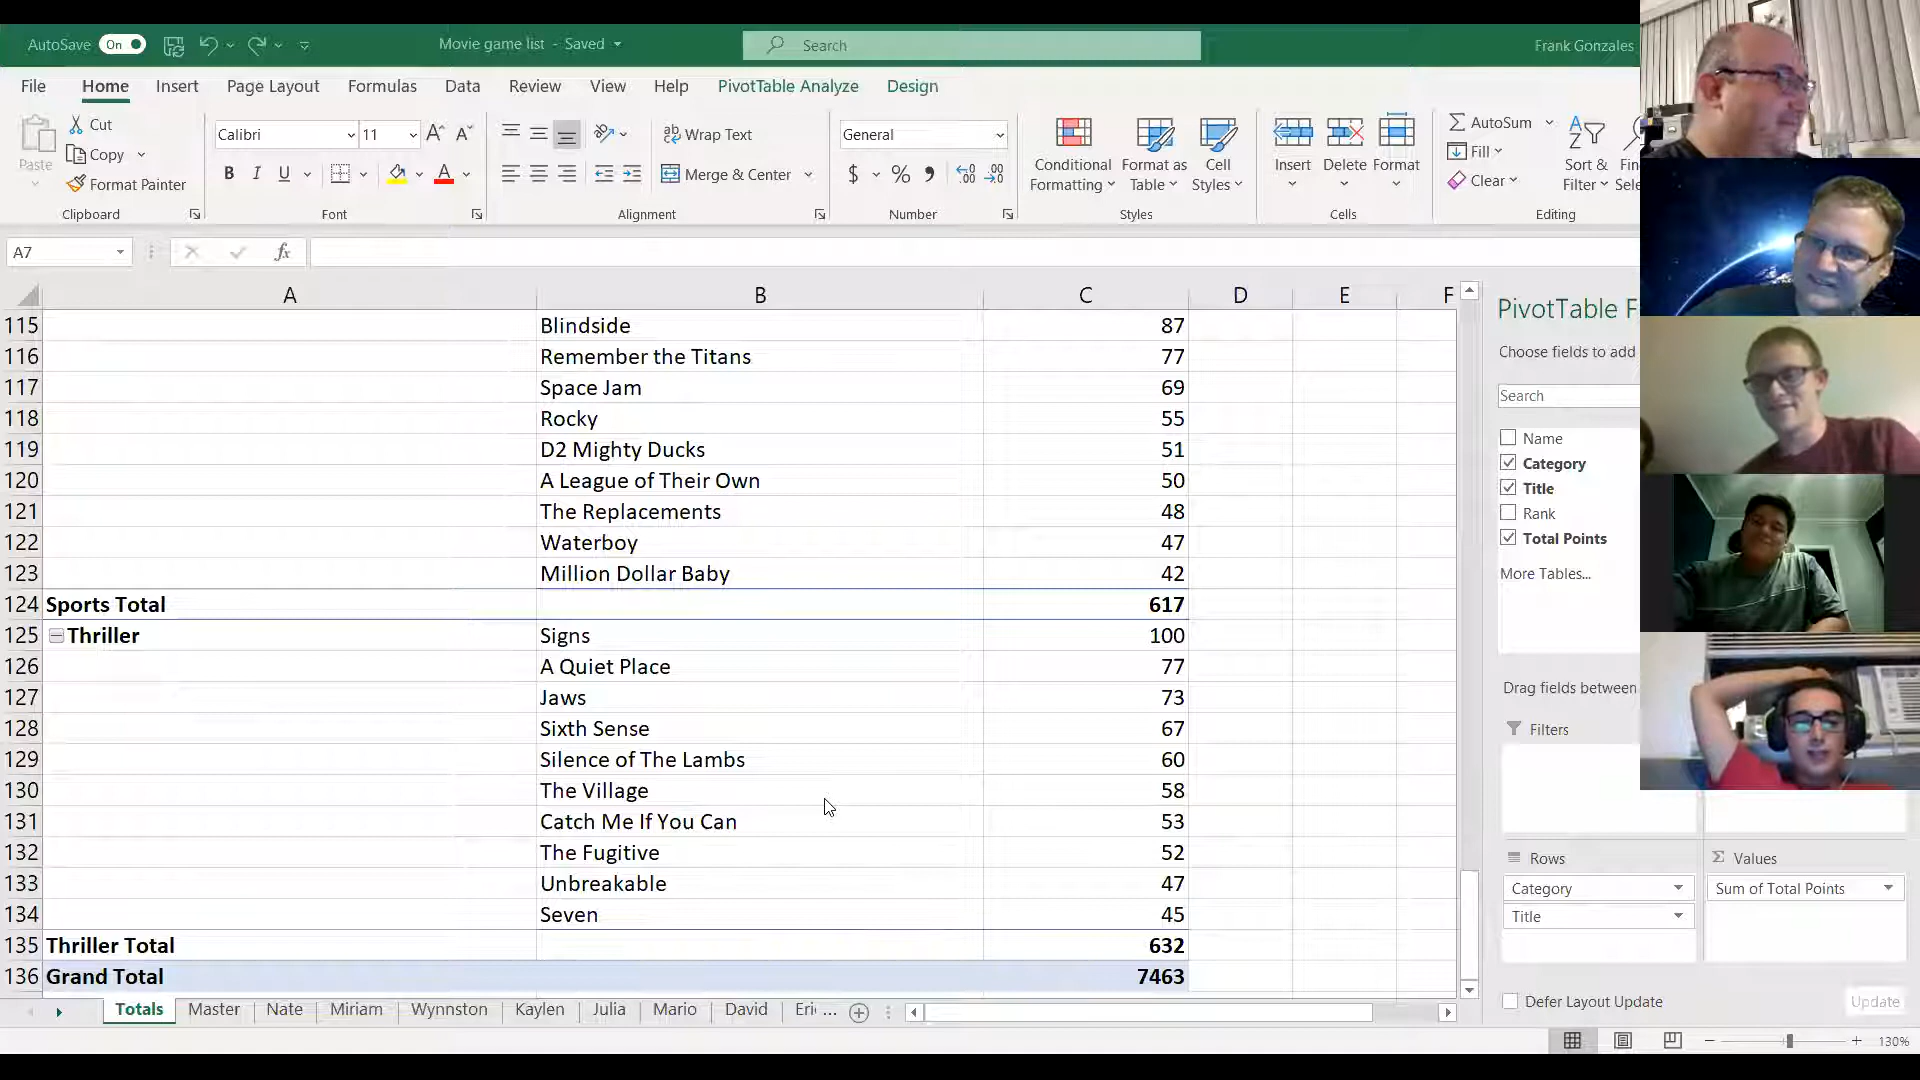 AutoSave On Movie game list - Saved Search Frank Gonzales
File Home Insert Page Layout Formulas Data Review View Help PivotTable Analyze Design
Paste
Cut
Copy
Format Painter
Clipboard
Calibri 11 A A
B I U A
Font
ab Wrap Text
Merge & Center
Alignment
General
$ % 9 .00 .00
Number
Conditional
Formatting
Format as
Table
Cell
Styles
Styles
Insert Delete Format
Cells
AutoSum
Fill
Clear
Sort &
Filter
Editing
A7 fx
A B C D E F
115 Blindside 87
116 Remember the Titans 77
117 Space Jam 69
118 Rocky 55
119 D2 Mighty Ducks 51
120 A League of Their Own 50
121 The Replacements 48
122 Waterboy 47
123 Million Dollar Baby 42
124 Sports Total 617
125 Thriller Signs 100
126 A Quiet Place 77
127 Jaws 73
128 Sixth Sense 67
129 Silence of The Lambs 60
130 The Village 58
131 Catch Me If You Can 53
132 The Fugitive 52
133 Unbreakable 47
134 Seven 45
135 Thriller Total 632
136 Grand Total 7463
Totals Master Nate Miriam Wynnston Kaylen Julia Mario David Eri ...
PivotTable F
Choose fields to add
Search
Name
Category
Title
Rank
Total Points
More Tables...
Drag fields between
Filters
Rows
Category
Title
Σ Values
Sum of Total Points
Defer Layout Update Update
130%